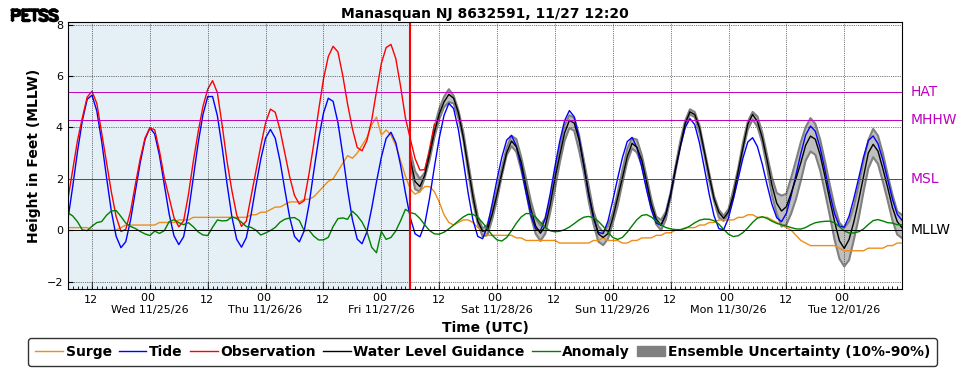 PETSS
Manasquan NJ 8632591, 11/27 12:20
Height in Feet (MLLW)
8
6
4
2
0
−2
HAT
MHHW
MSL
MLLW
12 00 12 00 12 00 12 00 12 00 12 00 12 00
Wed 11/25/26 Thu 11/26/26 Fri 11/27/26 Sat 11/28/26 Sun 11/29/26 Mon 11/30/26 Tue 12/01/26
Time (UTC)
Surge Tide Observation Water Level Guidance Anomaly Ensemble Uncertainty (10%-90%)